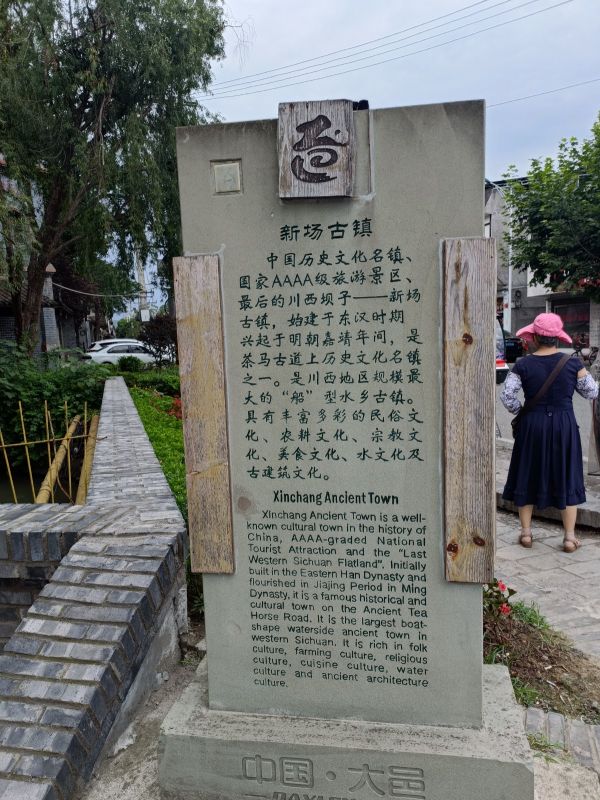 新场古镇
中国历史文化名镇、
国家AAAA级旅游景区、
最后的川西坝子——新场
古镇，始建于东汉时期
兴起于明朝嘉靖年间，是
茶马古道上历史文化名镇
之一。是川西地区规模最
大的“船”型水乡古镇。
具有丰富多彩的民俗文
化、农耕文化、宗教文
化、美食文化、水文化及
古建筑文化。
Xinchang Ancient Town
Xinchang Ancient Town is a well-
known cultural town in the history of
China, AAAA-graded National
Tourist Attraction and the “Last
Western Sichuan Flatland”. Initially
built in the Eastern Han Dynasty and
flourished in Jiajing Period in Ming
Dynasty, it is a famous historical and
cultural town on the Ancient Tea
Horse Road. It is the largest boat-
shape waterside ancient town in
western Sichuan. It is rich in folk
culture, farming culture, religious
culture, cuisine culture, water
culture and ancient architecture
culture.
中国·大邑